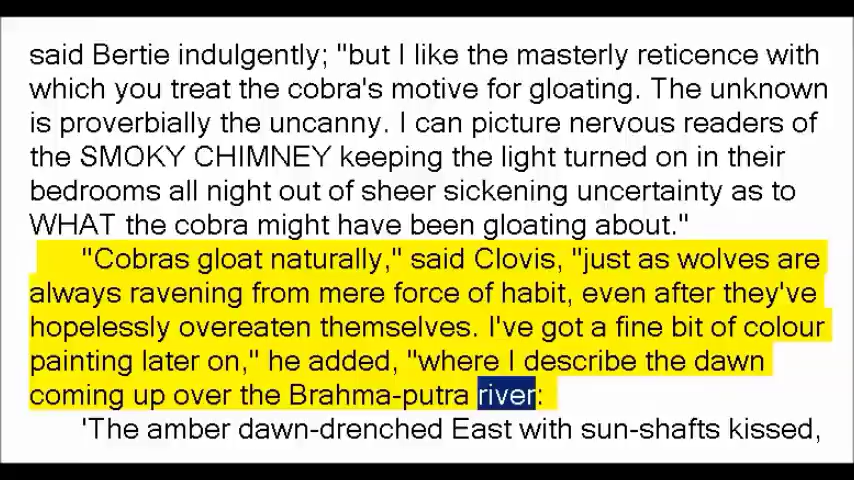 said Bertie indulgently; "but I like the masterly reticence with
which you treat the cobra's motive for gloating. The unknown
is proverbially the uncanny. I can picture nervous readers of
the SMOKY CHIMNEY keeping the light turned on in their
bedrooms all night out of sheer sickening uncertainty as to
WHAT the cobra might have been gloating about."
"Cobras gloat naturally," said Clovis, "just as wolves are
always ravening from mere force of habit, even after they've
hopelessly overeaten themselves. I've got a fine bit of colour
painting later on," he added, "where I describe the dawn
coming up over the Brahma-putra river:
'The amber dawn-drenched East with sun-shafts kissed,